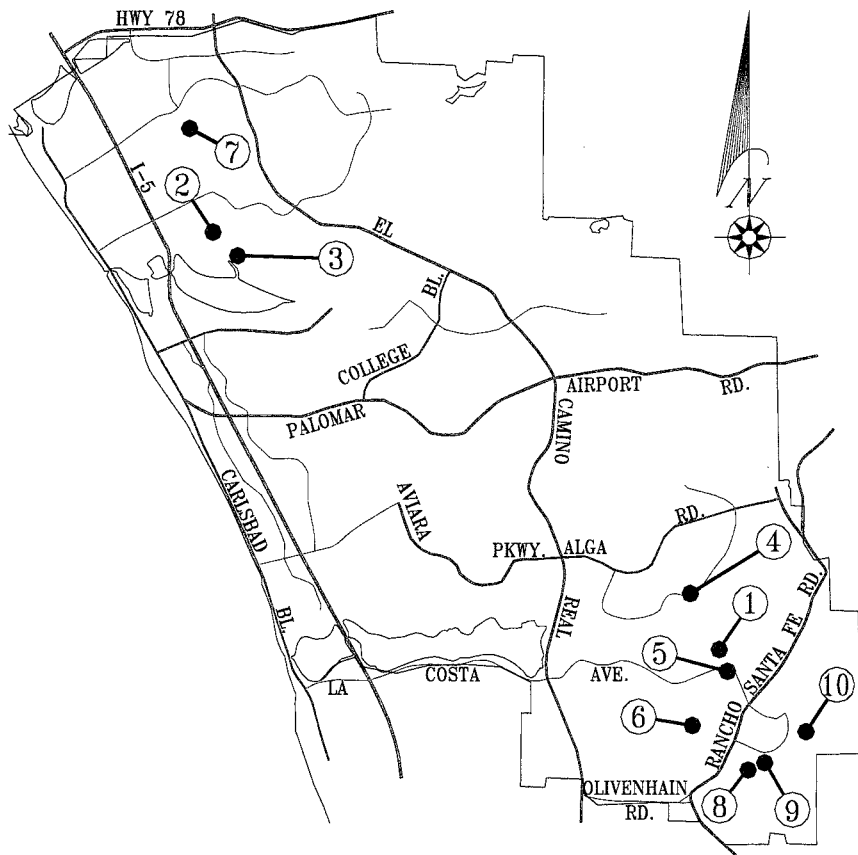 HWY 78
7
I-5
2
3
EL
BL.
COLLEGE
AIRPORT
RD.
PALOMAR
CAMINO
CARLSBAD
AVIARA
RD.
PKWY.
ALGA
4
1
RD.
BL.
REAL
SANTA FE
5
LA
COSTA
AVE.
10
6
RANCHO
OLIVENHAIN
RD.
8
9
N